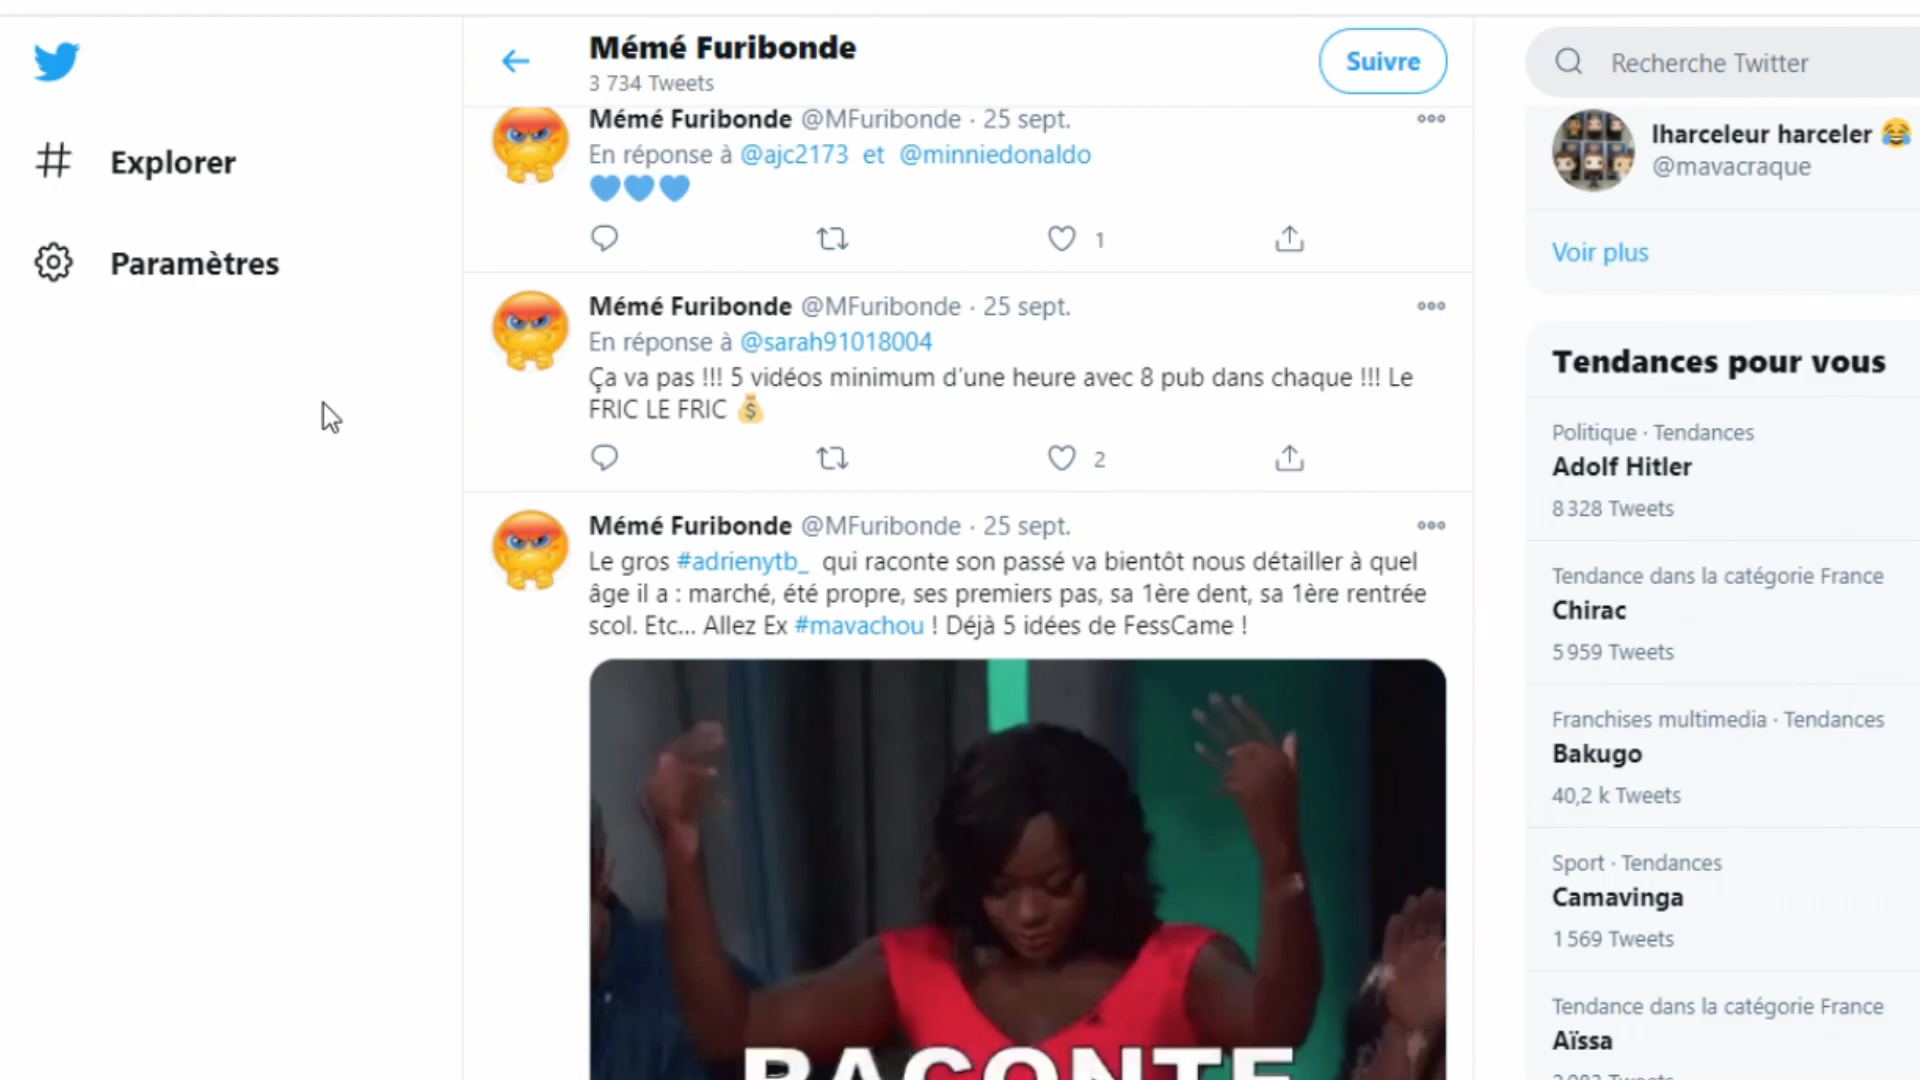 Mémé Furibonde
3 734 Tweets
Suivre
Recherche Twitter
Explorer
Paramètres
Mémé Furibonde @MFuribonde · 25 sept.
En réponse à @ajc2173 et @minniedonaldo
💙💙💙
1
Mémé Furibonde @MFuribonde · 25 sept.
En réponse à @sarah91018004
Ça va pas !!! 5 vidéos minimum d'une heure avec 8 pub dans chaque !!! Le
FRIC LE FRIC 💰
2
Mémé Furibonde @MFuribonde · 25 sept.
Le gros #adrienytb_ qui raconte son passé va bientôt nous détailler à quel
âge il a : marché, été propre, ses premiers pas, sa 1ère dent, sa 1ère rentrée
scol. Etc... Allez Ex #mavachou ! Déjà 5 idées de FessCame !
RACONTE
lharceleur harceler 😂
@mavacraque
Voir plus
Tendances pour vous
Politique · Tendances
Adolf Hitler
8 328 Tweets
Tendance dans la catégorie France
Chirac
5 959 Tweets
Franchises multimedia · Tendances
Bakugo
40,2 k Tweets
Sport · Tendances
Camavinga
1 569 Tweets
Tendance dans la catégorie France
Aïssa